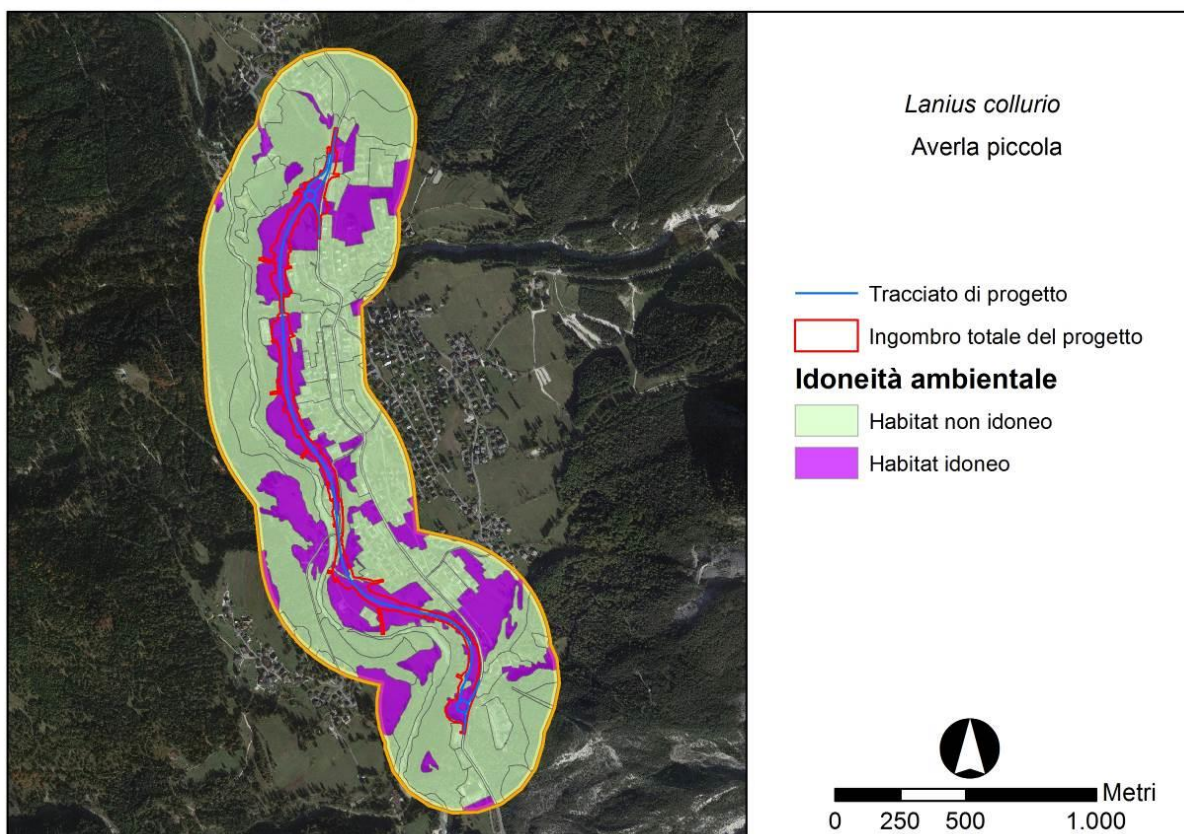 Lanius collurio
Averla piccola
Tracciato di progetto
Ingombro totale del progetto
Idoneità ambientale
Habitat non idoneo
Habitat idoneo
Metri
0 250 500 1.000